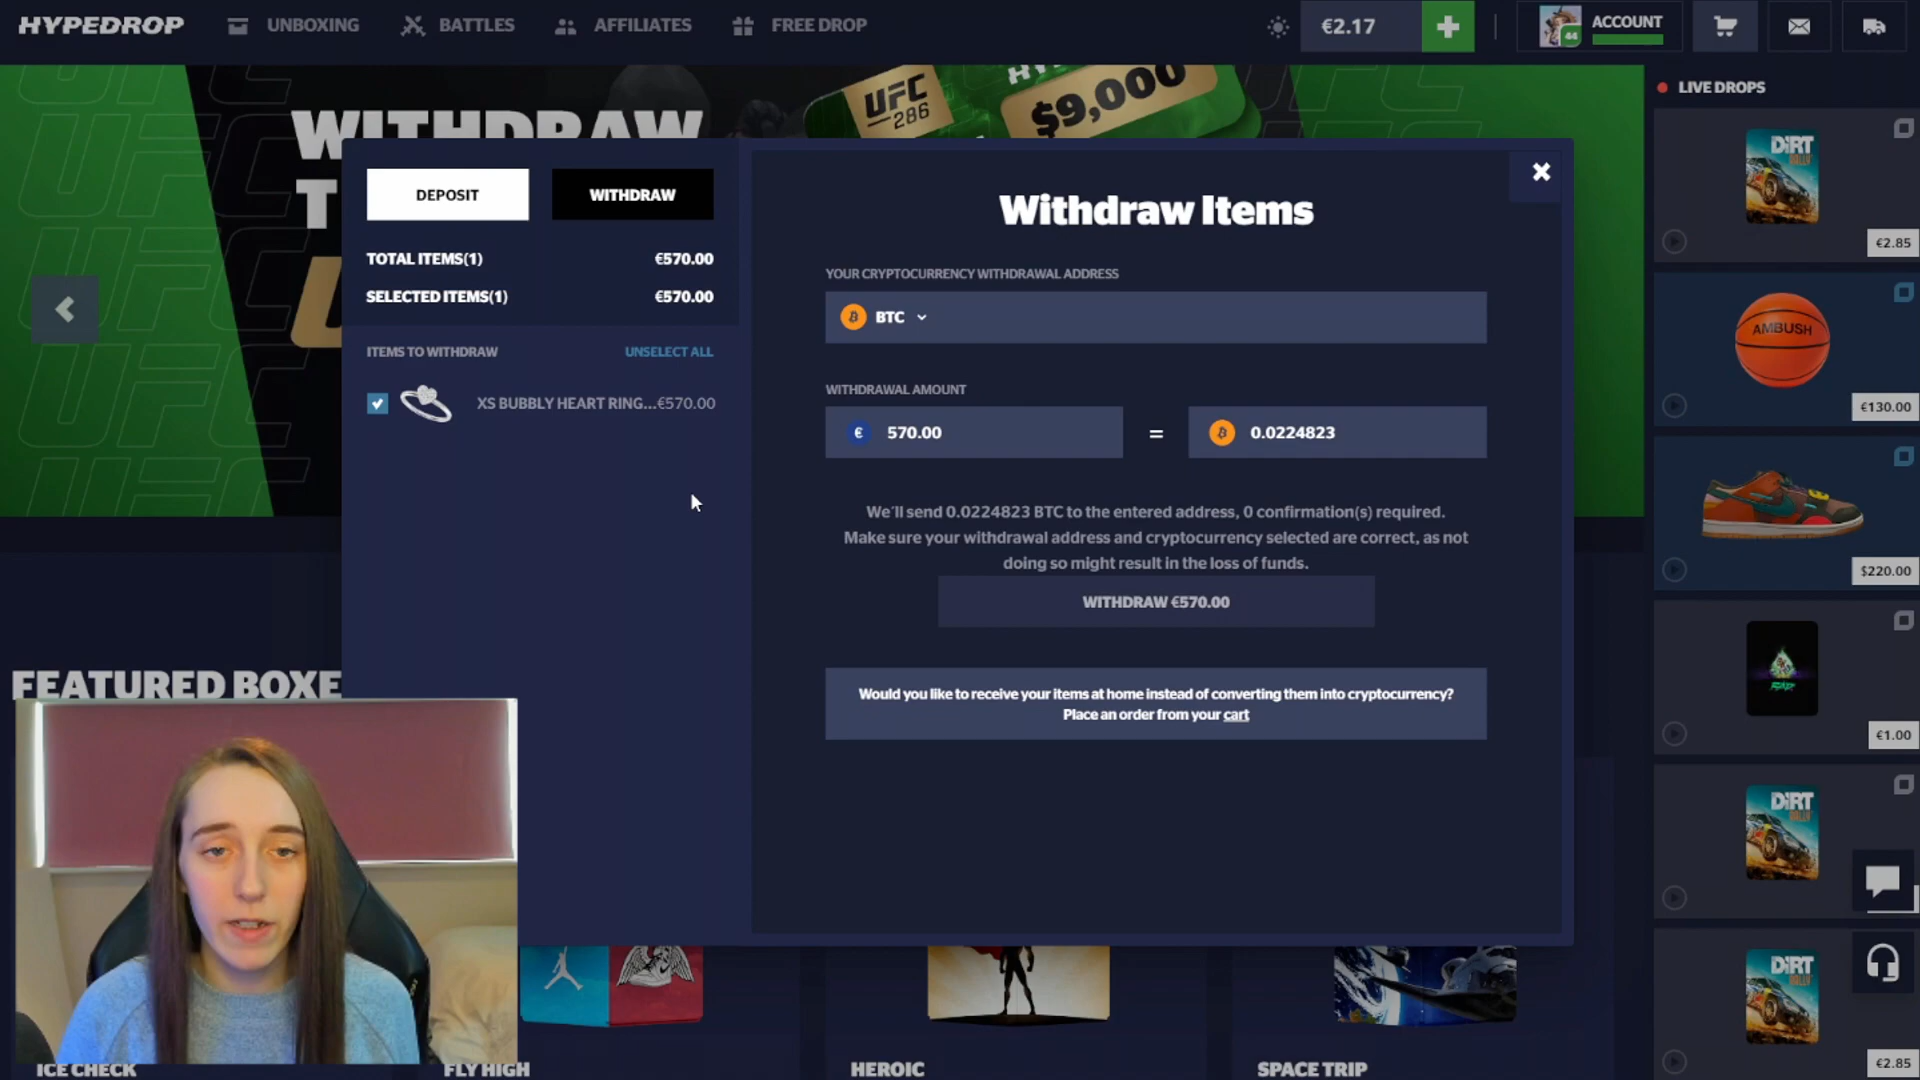 HYPEDROP
UNBOXING
BATTLES
AFFILIATES
FREE DROP
€2.17
44
ACCOUNT
WITHDRAW
T
U
UFC
286
$9,000
LIVE DROPS
DEPOSIT
WITHDRAW
TOTAL ITEMS(1) €570.00
SELECTED ITEMS(1) €570.00
ITEMS TO WITHDRAW UNSELECT ALL
XS BUBBLY HEART RING...€570.00
Withdraw Items
YOUR CRYPTOCURRENCY WITHDRAWAL ADDRESS
BTC
WITHDRAWAL AMOUNT
€ 570.00 = 0.0224823
We'll send 0.0224823 BTC to the entered address, 0 confirmation(s) required.
Make sure your withdrawal address and cryptocurrency selected are correct, as not
doing so might result in the loss of funds.
WITHDRAW €570.00
Would you like to receive your items at home instead of converting them into cryptocurrency?
Place an order from your cart
DiRT
RALLY
€2.85
AMBUSH
€130.00
$220.00
€1.00
DiRT
RALLY
DiRT
RALLY
€2.85
FEATURED BOXE
ICE CHECK
FLY HIGH
HEROIC
SPACE TRIP